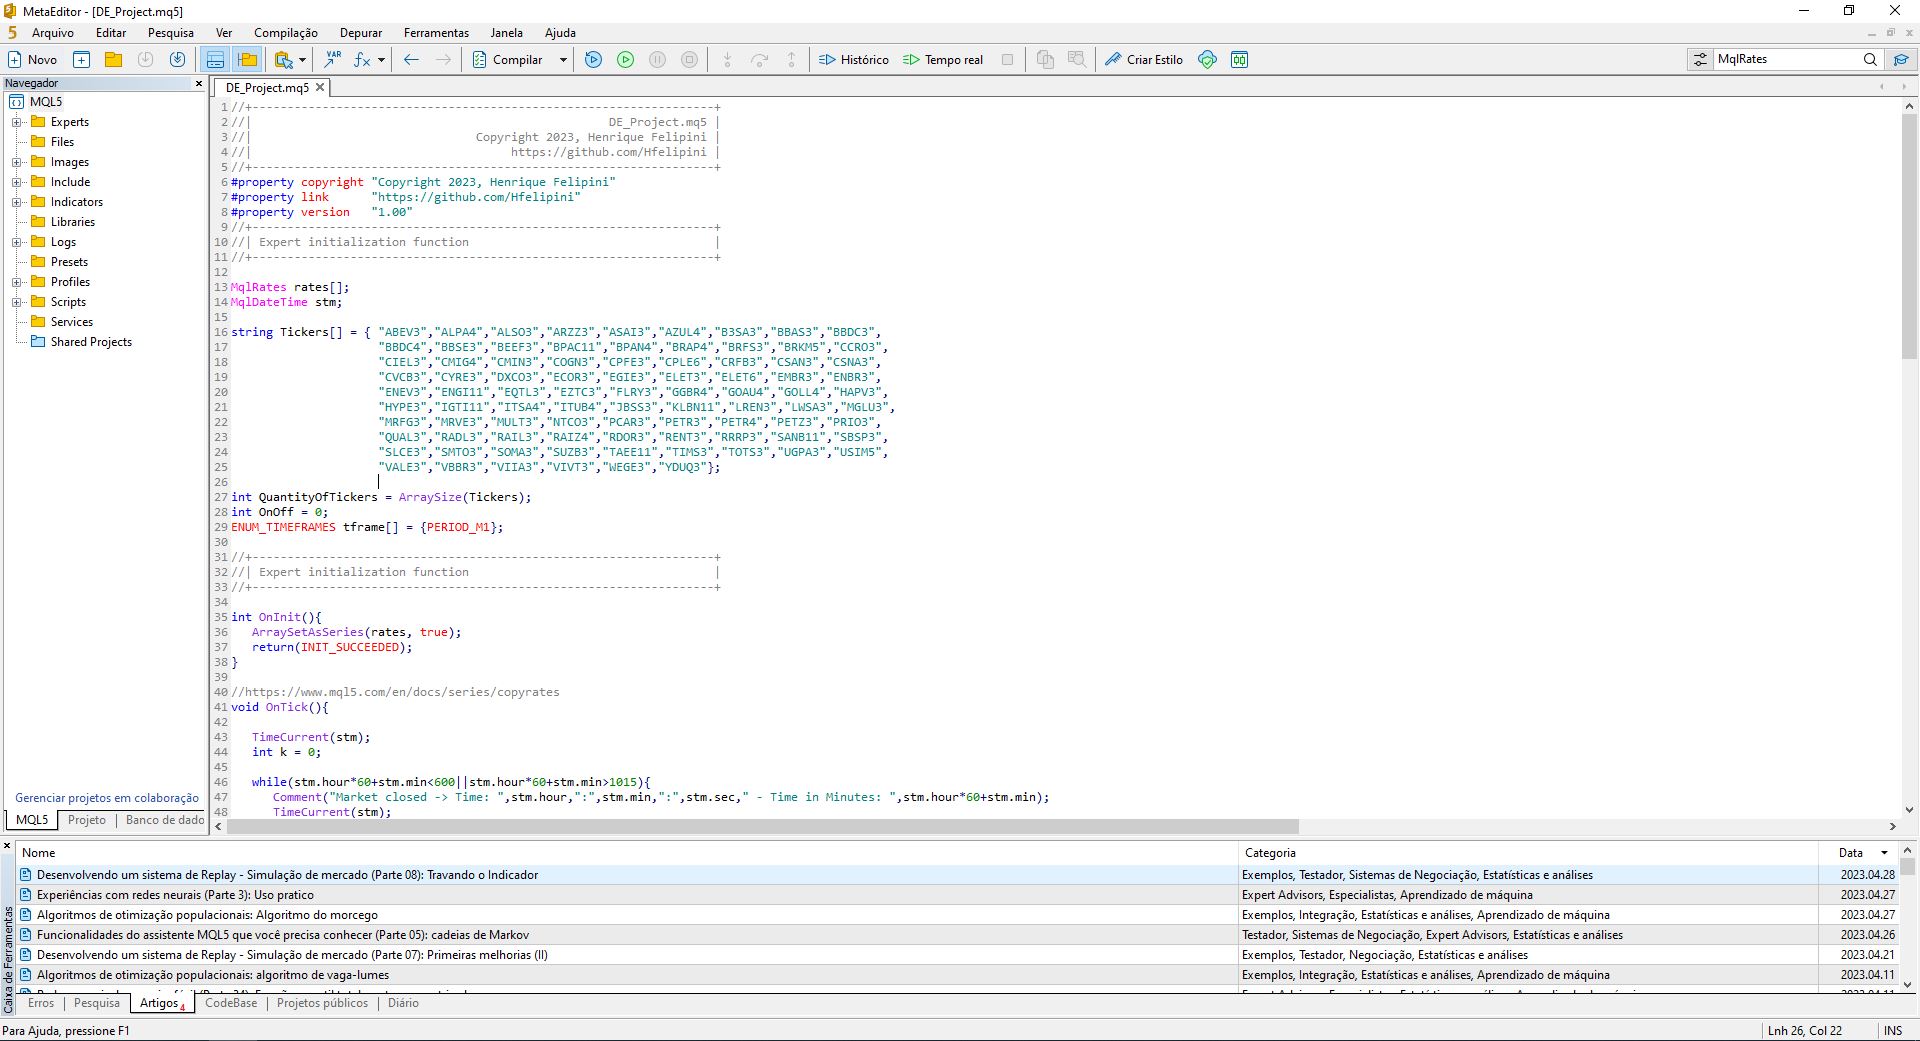 MetaEditor - [DE_Project.mq5]
Arquivo Editar Pesquisa Ver Compilação Depurar Ferramentas Janela Ajuda
Novo VAR fx Compilar Histórico Tempo real Criar Estilo MqlRates
Navegador
MQL5
Experts
Files
Images
Include
Indicators
Libraries
Logs
Presets
Profiles
Scripts
Services
Shared Projects
Gerenciar projetos em colaboração
MQL5 Projeto Banco de dado
DE_Project.mq5
1 //+------------------------------------------------------------------+
2 //|                                                   DE_Project.mq5 |
3 //|                                Copyright 2023, Henrique Felipini |
4 //|                                     https://github.com/Hfelipini |
5 //+------------------------------------------------------------------+
6 #property copyright "Copyright 2023, Henrique Felipini"
7 #property link      "https://github.com/Hfelipini"
8 #property version   "1.00"
9 //+------------------------------------------------------------------+
10 //| Expert initialization function                                   |
11 //+------------------------------------------------------------------+
12
13 MqlRates rates[];
14 MqlDateTime stm;
15
16 string Tickers[] = { "ABEV3","ALPA4","ALSO3","ARZZ3","ASAI3","AZUL4","B3SA3","BBAS3","BBDC3",
17 "BBDC4","BBSE3","BEEF3","BPAC11","BPAN4","BRAP4","BRFS3","BRKM5","CCRO3",
18 "CIEL3","CMIG4","CMIN3","COGN3","CPFE3","CPLE6","CRFB3","CSAN3","CSNA3",
19 "CVCB3","CYRE3","DXCO3","ECOR3","EGIE3","ELET3","ELET6","EMBR3","ENBR3",
20 "ENEV3","ENGI11","EQTL3","EZTC3","FLRY3","GGBR4","GOAU4","GOLL4","HAPV3",
21 "HYPE3","IGTI11","ITSA4","ITUB4","JBSS3","KLBN11","LREN3","LWSA3","MGLU3",
22 "MRFG3","MRVE3","MULT3","NTCO3","PCAR3","PETR3","PETR4","PETZ3","PRIO3",
23 "QUAL3","RADL3","RAIL3","RAIZ4","RDOR3","RENT3","RRRP3","SANB11","SBSP3",
24 "SLCE3","SMTO3","SOMA3","SUZB3","TAEE11","TIMS3","TOTS3","UGPA3","USIM5",
25 "VALE3","VBBR3","VIIA3","VIVT3","WEGE3","YDUQ3"};
26
27 int QuantityOfTickers = ArraySize(Tickers);
28 int OnOff = 0;
29 ENUM_TIMEFRAMES tframe[] = {PERIOD_M1};
30
31 //+------------------------------------------------------------------+
32 //| Expert initialization function                                   |
33 //+------------------------------------------------------------------+
34
35 int OnInit(){
36    ArraySetAsSeries(rates, true);
37    return(INIT_SUCCEEDED);
38 }
39
40 //https://www.mql5.com/en/docs/series/copyrates
41 void OnTick(){
42
43    TimeCurrent(stm);
44    int k = 0;
45
46    while(stm.hour*60+stm.min<600||stm.hour*60+stm.min>1015){
47       Comment("Market closed -> Time: ",stm.hour,":",stm.min,":",stm.sec," - Time in Minutes: ",stm.hour*60+stm.min);
48       TimeCurrent(stm);
Nome Categoria Data
Desenvolvendo um sistema de Replay - Simulação de mercado (Parte 08): Travando o Indicador Exemplos, Testador, Sistemas de Negociação, Estatísticas e análises 2023.04.28
Experiências com redes neurais (Parte 3): Uso pratico Expert Advisors, Especialistas, Aprendizado de máquina 2023.04.27
Algoritmos de otimização populacionais: Algoritmo do morcego Exemplos, Integração, Estatísticas e análises, Aprendizado de máquina 2023.04.27
Funcionalidades do assistente MQL5 que você precisa conhecer (Parte 05): cadeias de Markov Testador, Sistemas de Negociação, Expert Advisors, Estatísticas e análises 2023.04.26
Desenvolvendo um sistema de Replay - Simulação de mercado (Parte 07): Primeiras melhorias (II) Exemplos, Testador, Negociação, Estatísticas e análises 2023.04.21
Algoritmos de otimização populacionais: algoritmo de vaga-lumes Exemplos, Integração, Estatísticas e análises, Aprendizado de máquina 2023.04.11
Caixa de Ferramentas
Erros Pesquisa Artigos 4 CodeBase Projetos públicos Diário
Para Ajuda, pressione F1 Lnh 26, Col 22 INS